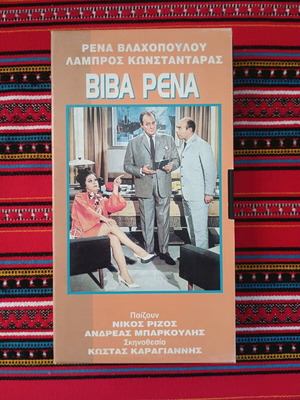 ΡΕΝΑ ΒΛΑΧΟΠΟΥΛΟΥ
ΛΑΜΠΡΟΣ ΚΩΝΣΤΑΝΤΑΡΑΣ
ΒΙΒΑ ΡΕΝΑ
Παίζουν
ΝΙΚΟΣ ΡΙΖΟΣ
ΑΝΔΡΕΑΣ ΜΠΑΡΚΟΥΛΗΣ
Σκηνοθεσία
ΚΩΣΤΑΣ ΚΑΡΑΓΙΑΝΝΗΣ